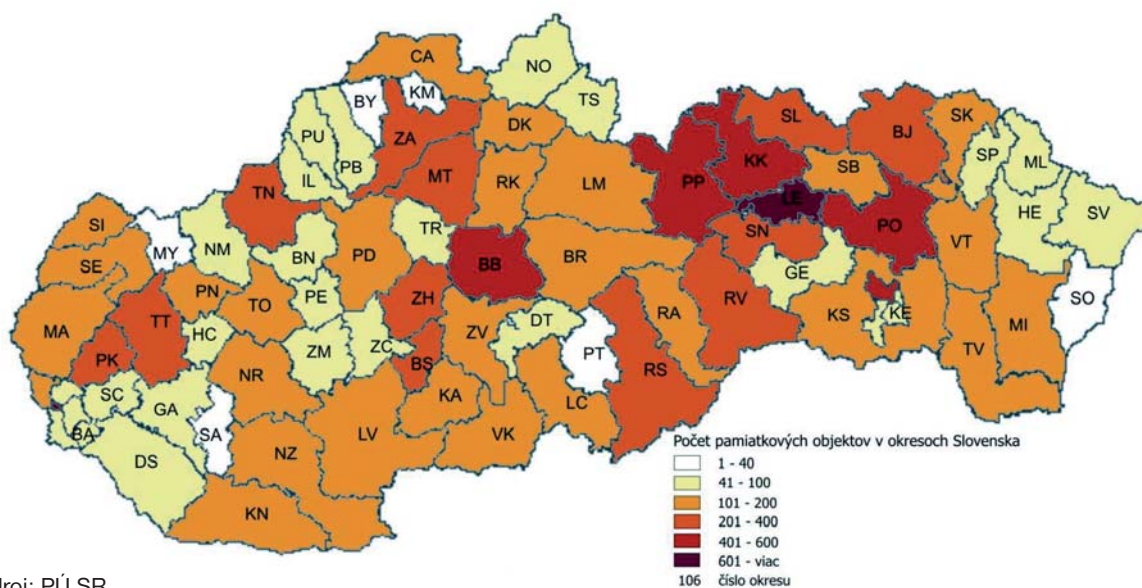 CA
NO
BY
KM
TS
PU
ZA
DK
SL
BJ
SK
PB
KK
SP
ML
IL
MT
RK
LM
PP
SB
TN
LE
HE
SV
SI
MY
NM
TR
PO
SN
BN
PD
BB
BR
VT
SE
GE
PN
TO
PE
ZH
RV
SO
MA
TT
HC
ZV
DT
RA
KS
KE
MI
PK
ZM
ZC
BS
PT
TV
SC
NR
RS
GA
KA
LC
BA
SA
LV
VK
DS
NZ
KN
Počet pamiatkových objektov v okresoch Slovenska
1 - 40
41 - 100
101 - 200
201 - 400
401 - 600
601 - viac
106 číslo okresu
PÚ SR